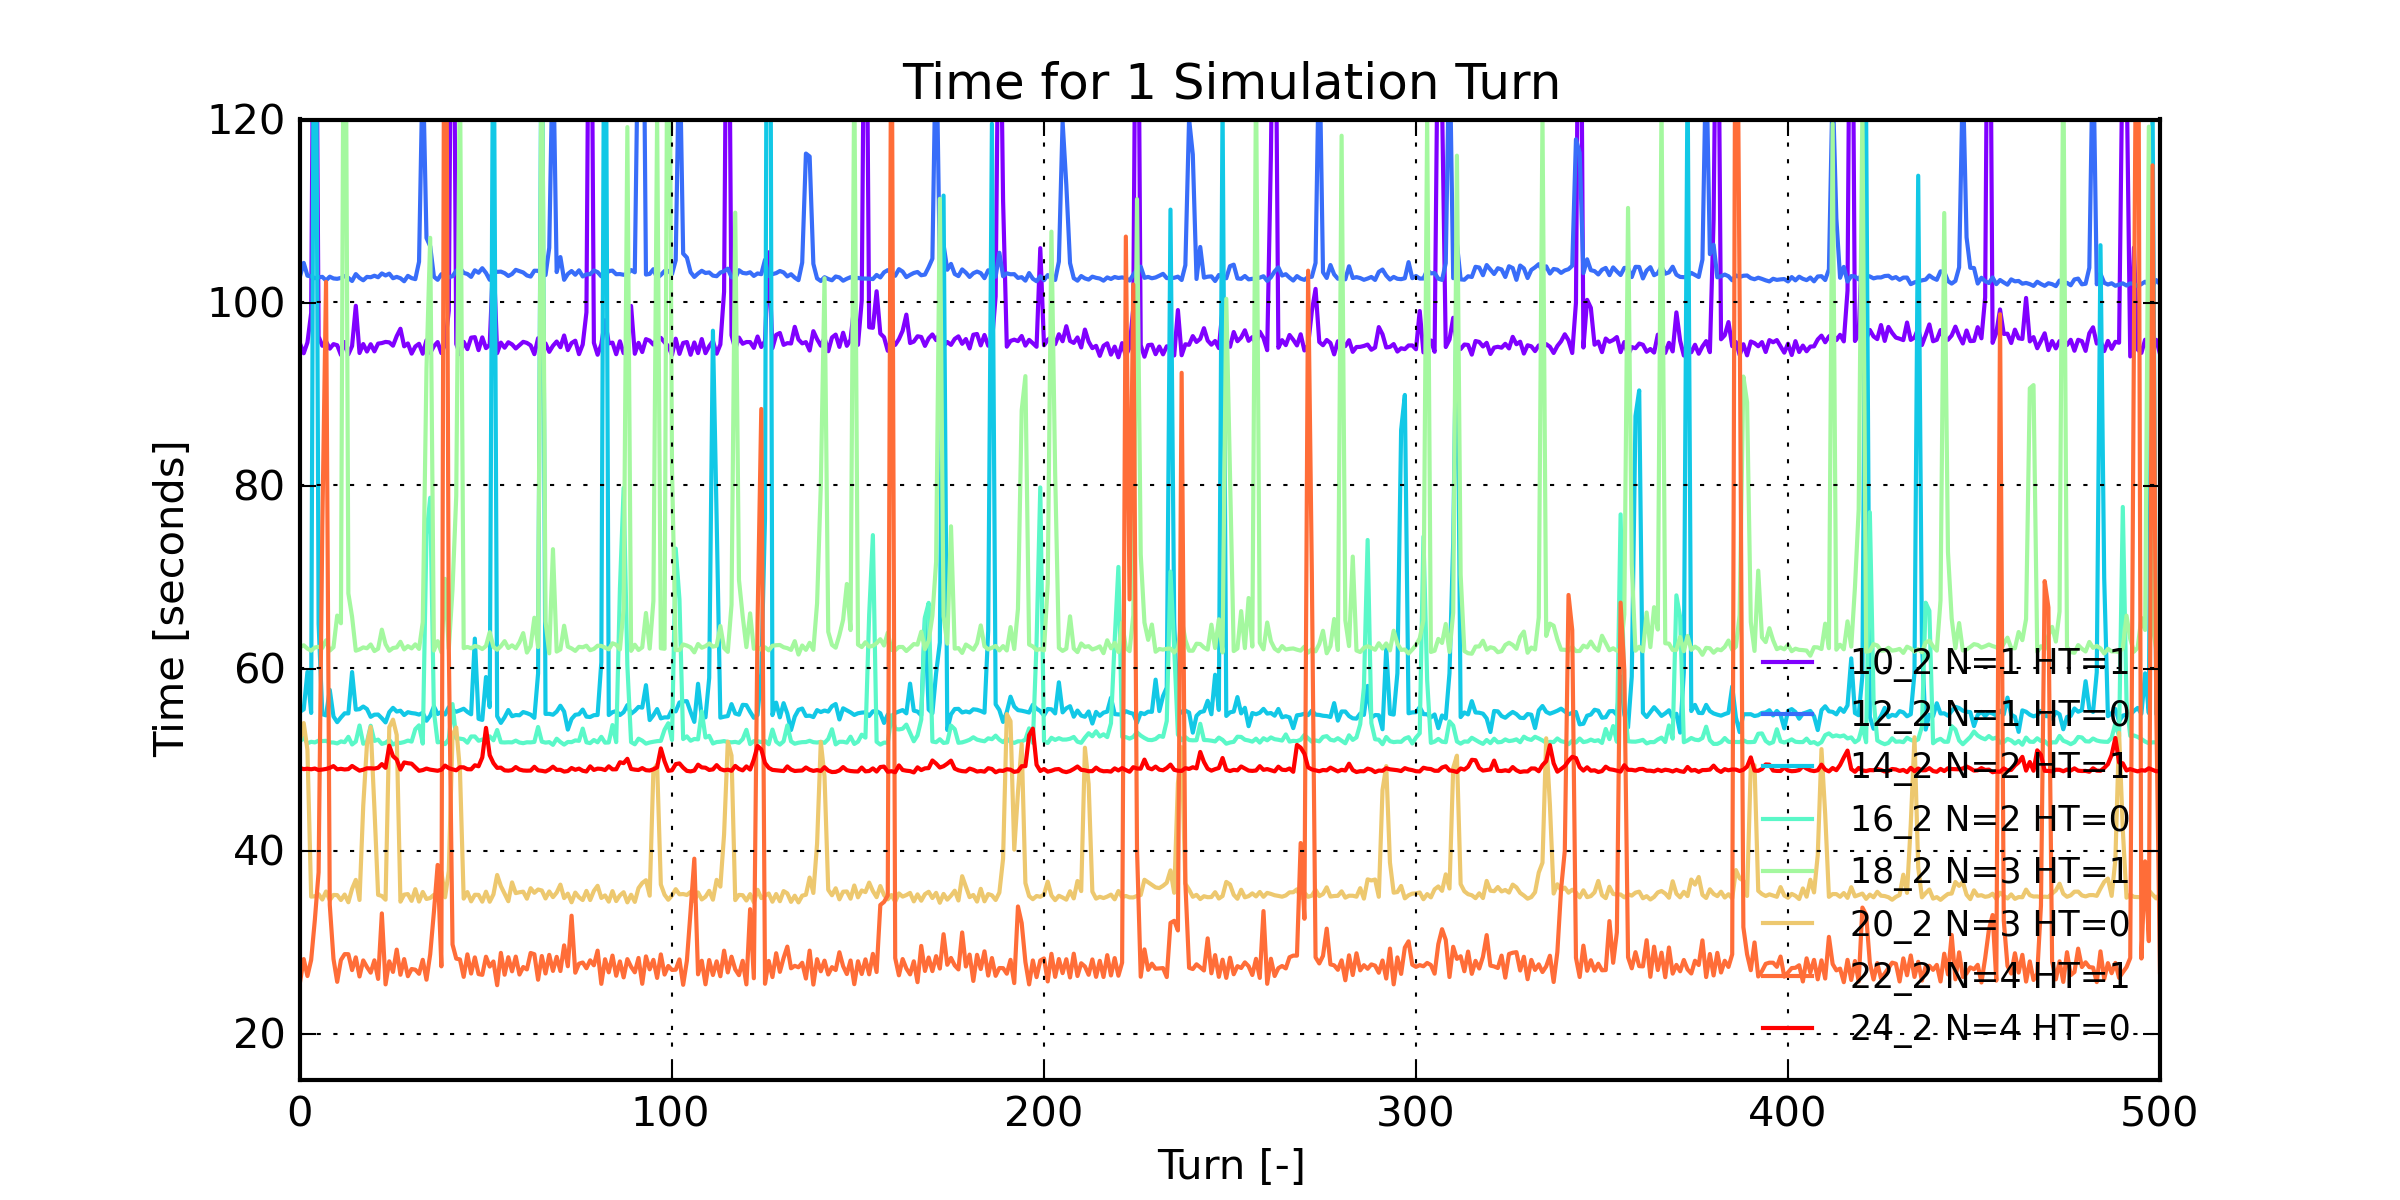 Time for 1 Simulation Turn
120
100
80
60
40
20
Time [seconds]
10_2 N=1 HT=1
12_2 N=1 HT=0
14_2 N=2 HT=1
16_2 N=2 HT=0
18_2 N=3 HT=1
20_2 N=3 HT=0
22_2 N=4 HT=1
24_2 N=4 HT=0
0 100 200 300 400 500
Turn [-]